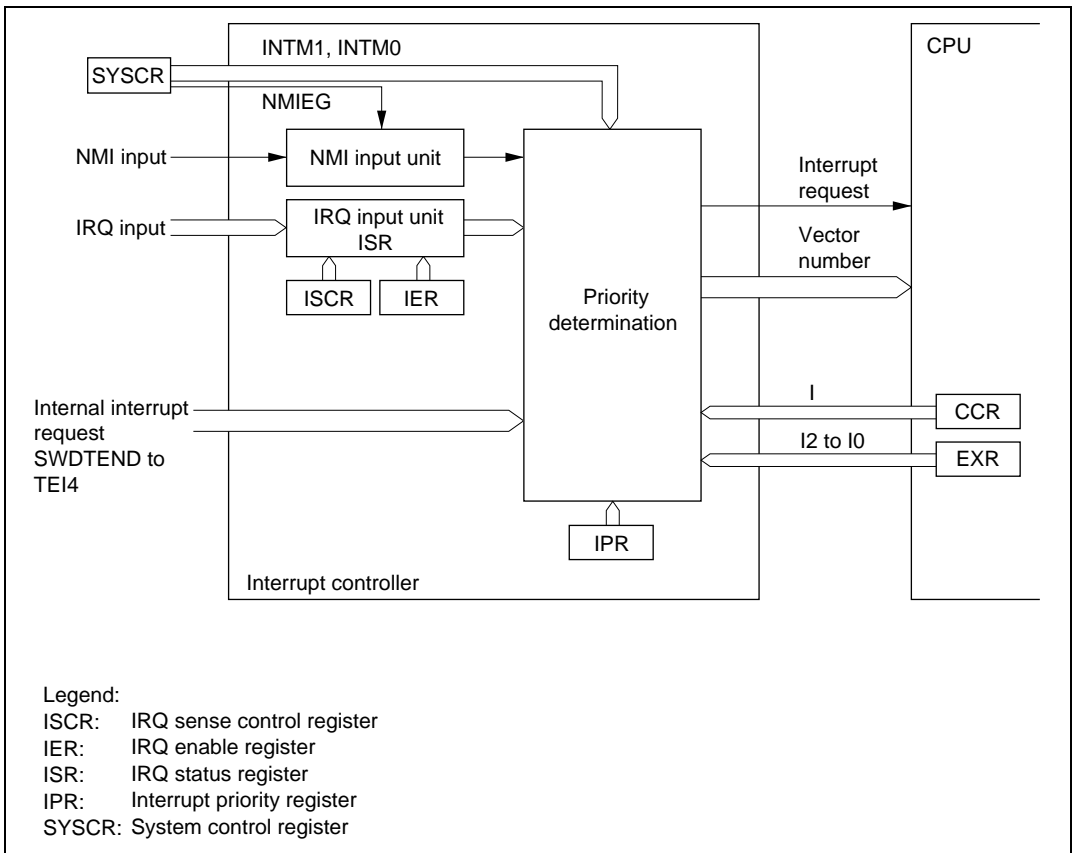 INTM1, INTM0
CPU
SYSCR
NMIEG
NMI input
NMI input unit
Interrupt
request
IRQ input
IRQ input unit
ISR
Vector
number
ISCR
IER
Priority
determination
I
CCR
Internal interrupt
request
SWDTEND to
TEI4
I2 to I0
EXR
IPR
Interrupt controller
Legend:
ISCR: IRQ sense control register
IER: IRQ enable register
ISR: IRQ status register
IPR: Interrupt priority register
SYSCR: System control register